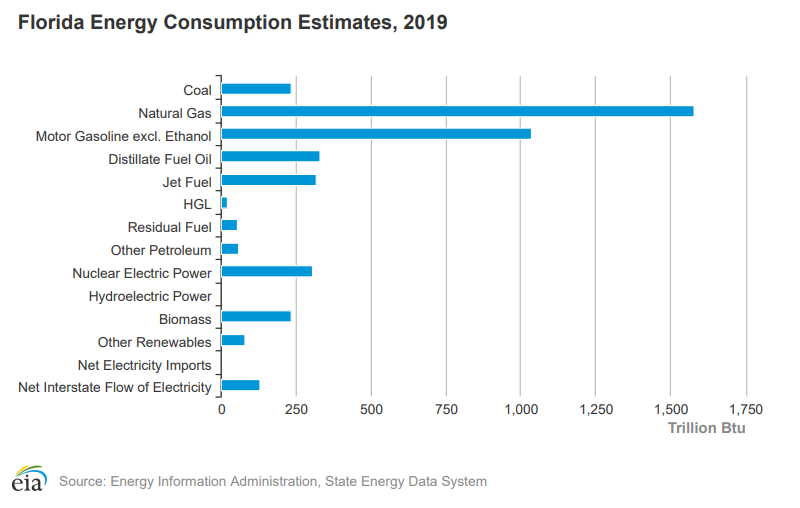 Florida Energy Consumption Estimates, 2019
Coal
Natural Gas
Motor Gasoline excl. Ethanol
Distillate Fuel Oil
Jet Fuel
HGL
Residual Fuel
Other Petroleum
Nuclear Electric Power
Hydroelectric Power
Biomass
Other Renewables
Net Electricity Imports
Net Interstate Flow of Electricity
0 250 500 750 1,000 1,250 1,500 1,750
Trillion Btu
eia
Source: Energy Information Administration, State Energy Data System